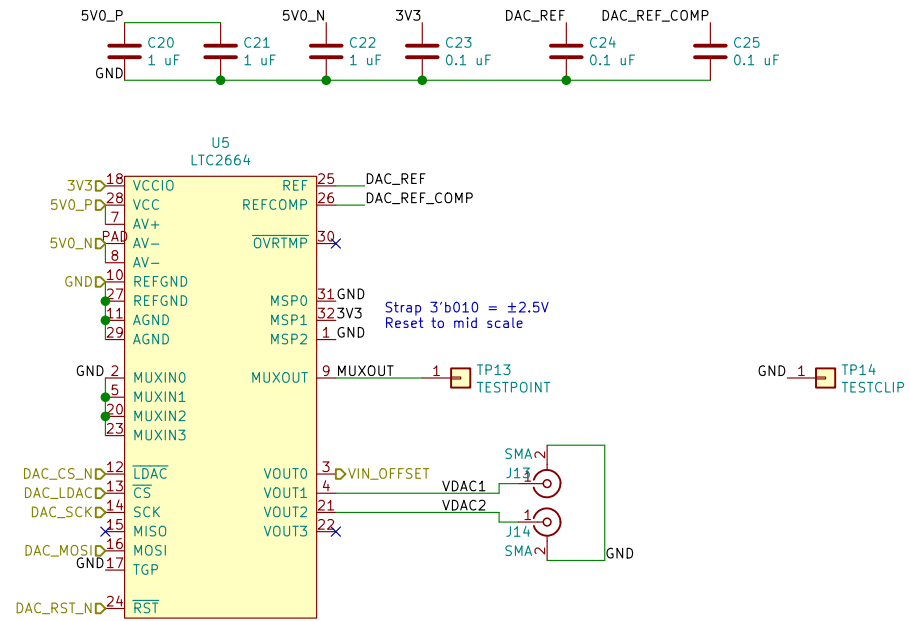 5V0_P 5V0_N 3V3 DAC_REF DAC_REF_COMP
C20 C21 C22 C23 C24 C25
1 uF 1 uF 1 uF 0.1 uF 0.1 uF 0.1 uF
GND
U5
LTC2664
3V3 18 VCCIO REF 25 DAC_REF
5V0_P 28 VCC REFCOMP 26 DAC_REF_COMP
7 AV+
5V0_N PAD AV- OVRTMP 30
8 AV-
GND 10 REFGND
27 REFGND MSP0 31 GND
11 AGND MSP1 32 3V3
29 AGND MSP2 1 GND
Strap 3'b010 = ±2.5V
Reset to mid scale
GND 2 MUXIN0 MUXOUT 9 MUXOUT 1 TP13
TESTPOINT
GND 1 TP14
TESTCLIP
5 MUXIN1
20 MUXIN2
23 MUXIN3
DAC_CS_N 12 LDAC VOUT0 3 VIN_OFFSET
DAC_LDAC 13 CS VOUT1 4 VDAC1
DAC_SCK 14 SCK VOUT2 21 VDAC2
15 MISO VOUT3 22
DAC_MOSI 16 MOSI
GND 17 TGP
DAC_RST_N 24 RST
SMA 2
J13 1
1
J14
SMA 2 GND